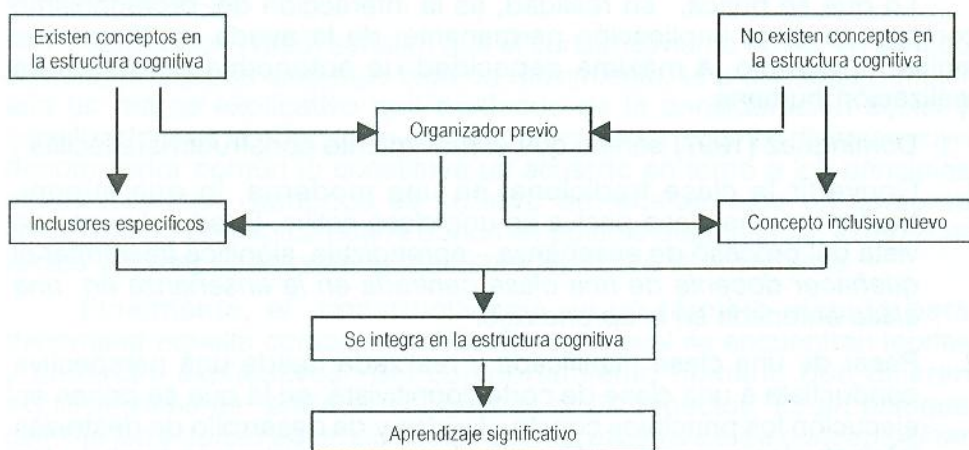 Existen conceptos en
la estructura cognitiva
No existen conceptos en
la estructura cognitiva
Organizador previo
Inclusores específicos
Concepto inclusivo nuevo
Se integra en la estructura cognitiva
Aprendizaje significativo